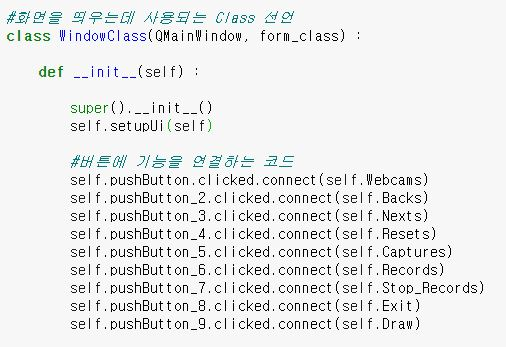 #화면을 띄우는데 사용되는 Class 선언
class WindowClass(QMainWindow, form_class) :
def __init__(self) :
super().__init__()
self.setupUi(self)
#버튼에 기능을 연결하는 코드
self.pushButton.clicked.connect(self.Webcams)
self.pushButton_2.clicked.connect(self.Backs)
self.pushButton_3.clicked.connect(self.Nexts)
self.pushButton_4.clicked.connect(self.Resets)
self.pushButton_5.clicked.connect(self.Captures)
self.pushButton_6.clicked.connect(self.Records)
self.pushButton_7.clicked.connect(self.Stop_Records)
self.pushButton_8.clicked.connect(self.Exit)
self.pushButton_9.clicked.connect(self.Draw)